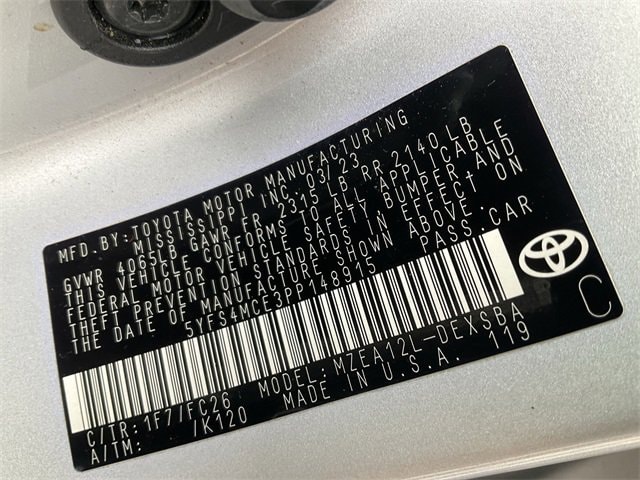 MFD.BY:TOYOTA MOTOR MANUFACTURING
MISSISSIPPI, INC. 03/23
GVWR 4065LB GAWR FR 2315 LB RR 2140 LB
THIS VEHICLE CONFORMS TO ALL APPLICABLE
FEDERAL MOTOR VEHICLE SAFETY BUMPER AND
THEFT PREVENTION STANDARDS IN EFFECT ON
THE DATE OF MANUFACTURE SHOWN ABOVE.
5YFS4MCE3PP148915 PASS.CAR
C/TR:1F7/FC26 MODEL:MZEA12L-DEXSBA
A/TM: /K120 MADE IN U.S.A. 119
C